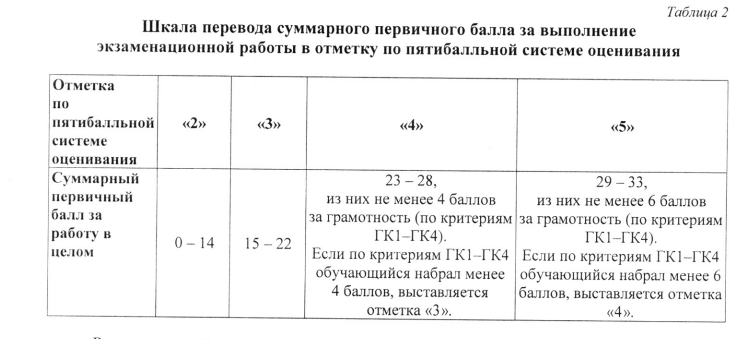 Таблица 2
Шкала перевода суммарного первичного балла за выполнение
экзаменационной работы в отметку по пятибалльной системе оценивания
Отметка
по
пятибалльной
системе
оценивания
«2»
«3»
«4»
«5»
Суммарный
первичный
балл за
работу в
целом
0 – 14
15 – 22
23 – 28,
из них не менее 4 баллов
за грамотность (по критериям
ГК1–ГК4).
Если по критериям ГК1–ГК4
обучающийся набрал менее
4 баллов, выставляется
отметка «3».
29 – 33,
из них не менее 6 баллов
за грамотность (по критериям
ГК1–ГК4).
Если по критериям ГК1–ГК4
обучающийся набрал менее 6
баллов, выставляется отметка
«4».